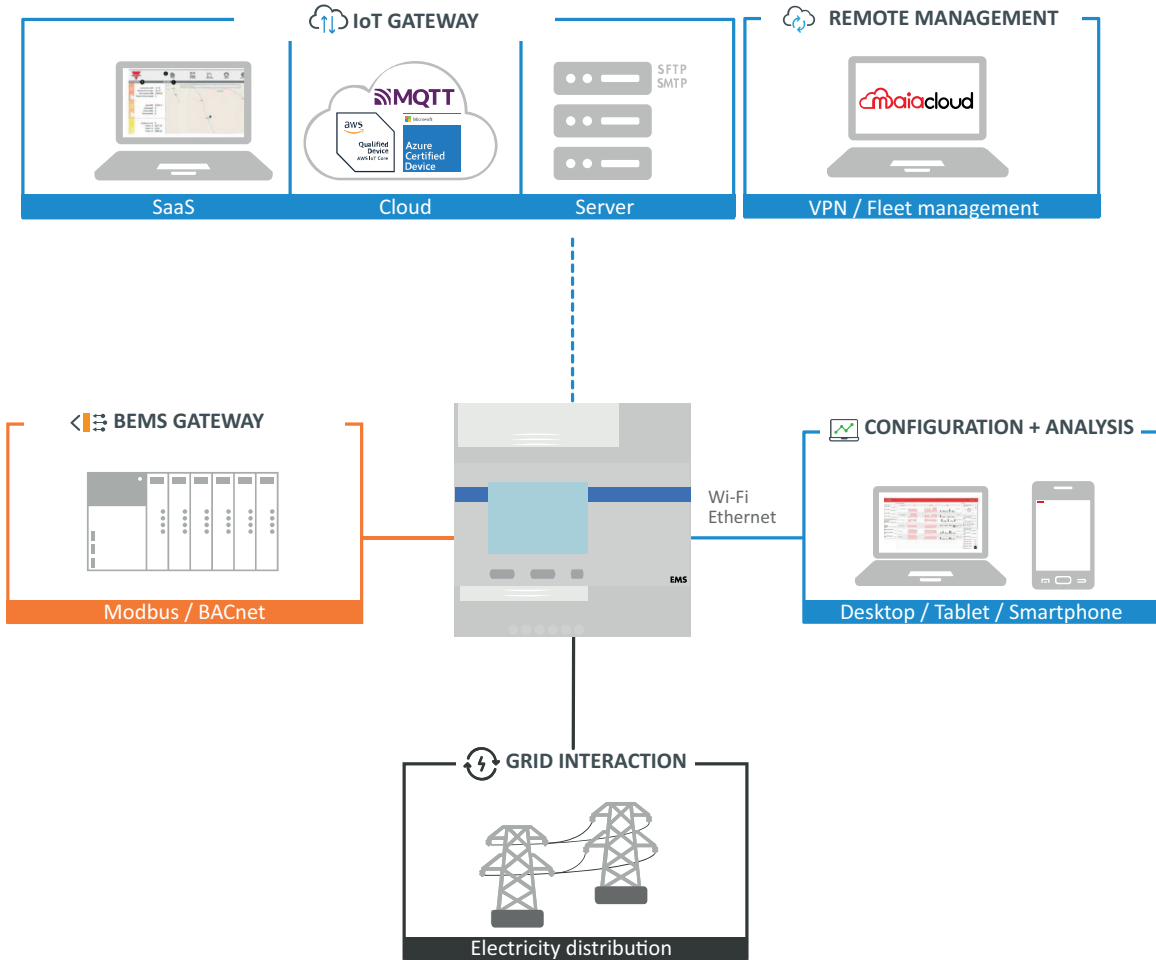 IoT GATEWAY
REMOTE MANAGEMENT
SFTP
SMTP
MQTT
aws
Qualified
Device
AWS IoT Core
Microsoft
Azure
Certified
Device
maiacloud
SaaS
Cloud
Server
VPN / Fleet management
BEMS GATEWAY
Modbus / BACnet
Wi-Fi
Ethernet
EMS
CONFIGURATION + ANALYSIS
Desktop / Tablet / Smartphone
GRID INTERACTION
Electricity distribution